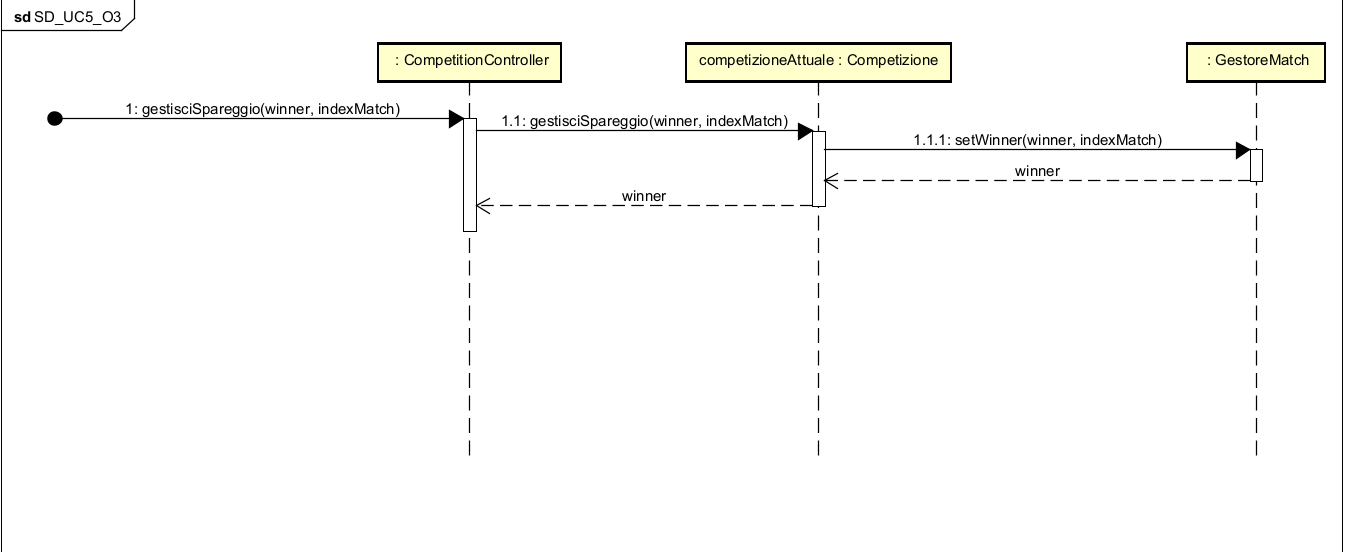 sd SD_UC5_O3
: CompetitionController
competizioneAttuale : Competizione
: GestoreMatch
1: gestisciSpareggio(winner, indexMatch)
1.1: gestisciSpareggio(winner, indexMatch)
1.1.1: setWinner(winner, indexMatch)
winner
winner